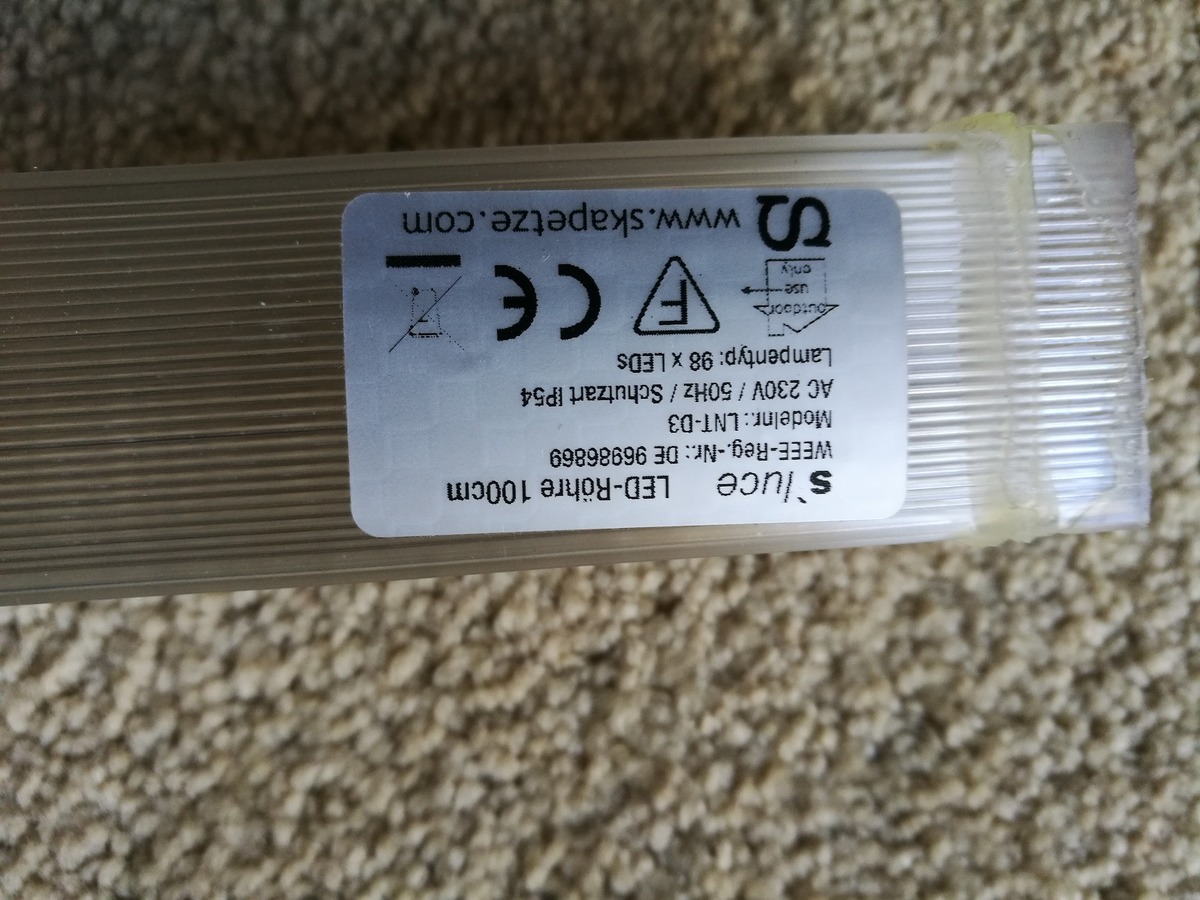 s'luce LED-Röhre 100cm
WEEE-Reg.-Nr.: DE 96986869
Modelnr.: LNT-D3
AC 230V / 50Hz / Schutzart IP54
Lampentyp: 98 x LEDs
outdoor
use
only
F
CE
www.skapetze.com